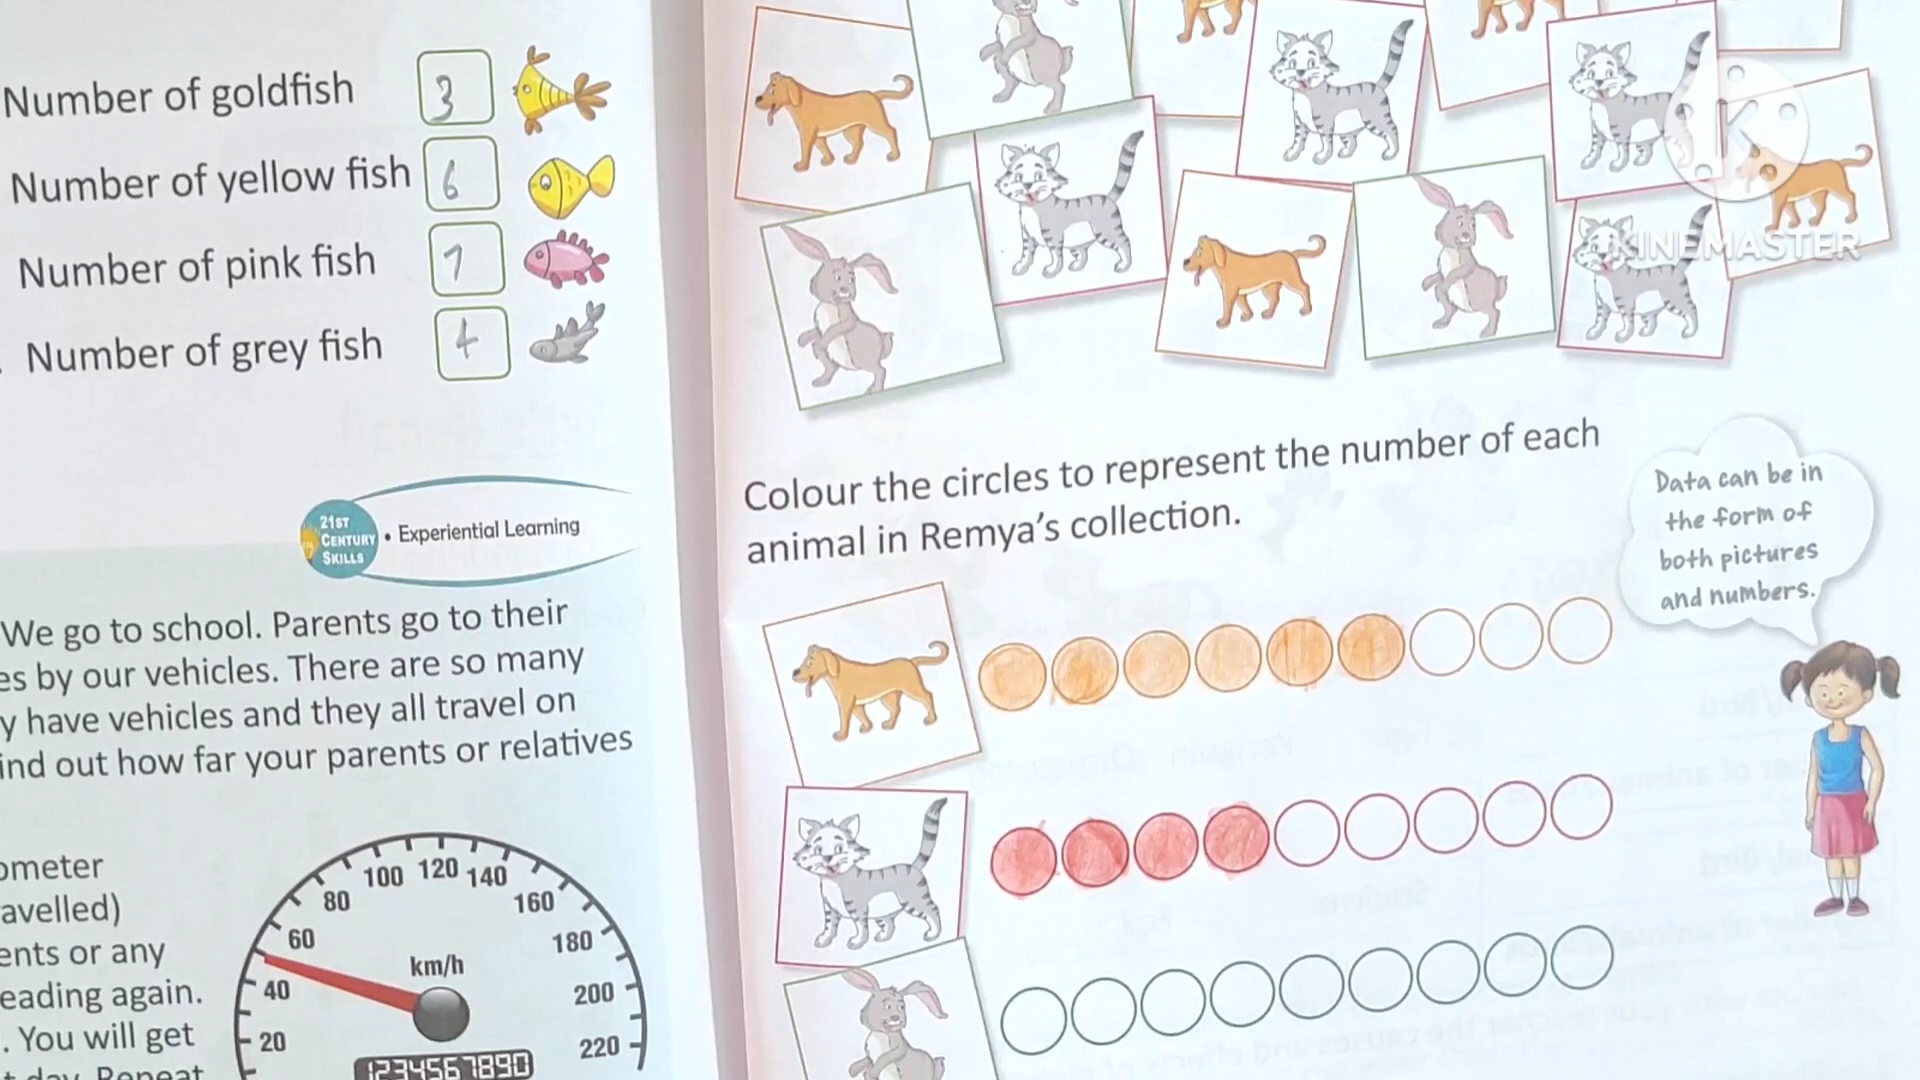 Number of goldfish 3
Number of yellow fish 6
Number of pink fish 7
Number of grey fish 4
21ST CENTURY SKILLS
• Experiential Learning
We go to school. Parents go to their
es by our vehicles. There are so many
y have vehicles and they all travel on
ind out how far your parents or relatives
ometer
avelled)
ents or any
eading again.
. You will get
t day. Repeat
20 40 60 80 100 120 140 160 180 200 220
km/h
1234567890
K
KINEMASTER
Colour the circles to represent the number of each
animal in Remya's collection.
Data can be in
the form of
both pictures
and numbers.